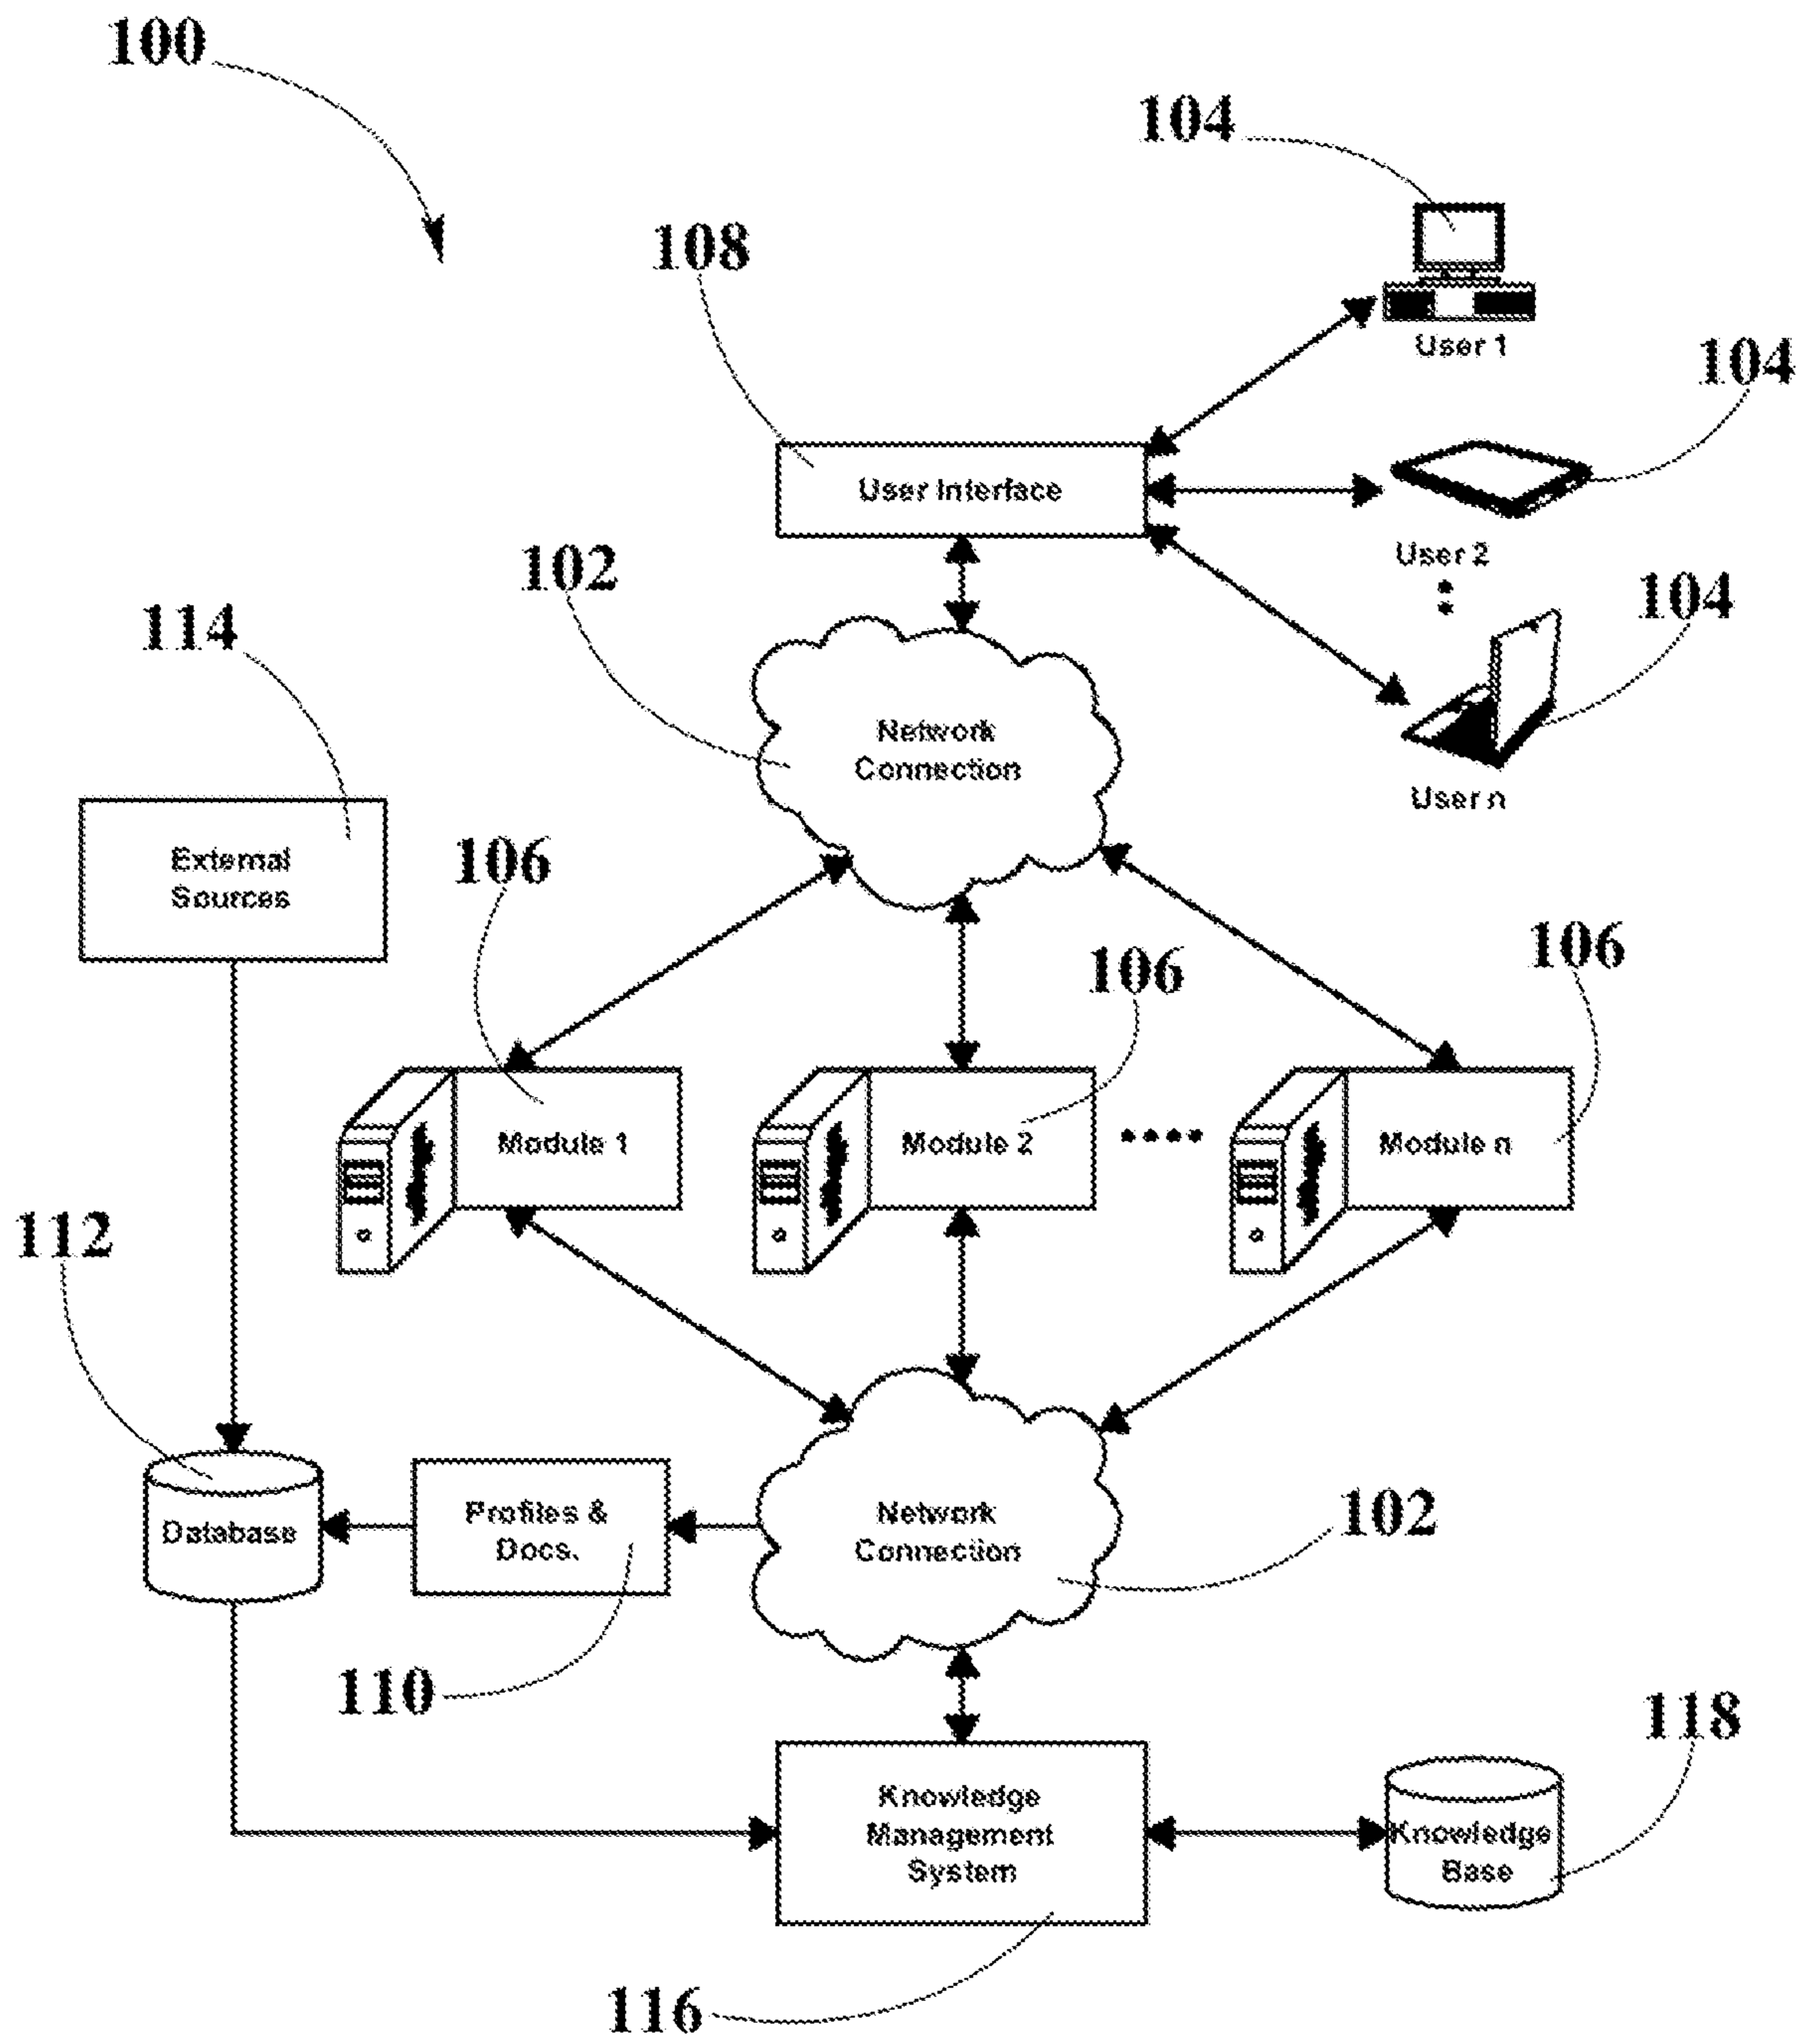 100
104
108
User 1
104
User Interface
User 2
102
104
114
Network
Connection
User n
External
Sources
106
106
106
Module 1
Module 2
Module n
112
Database
Profiles &
Docs.
Network
Connection
102
110
118
Knowledge
Management
System
Knowledge
Base
116